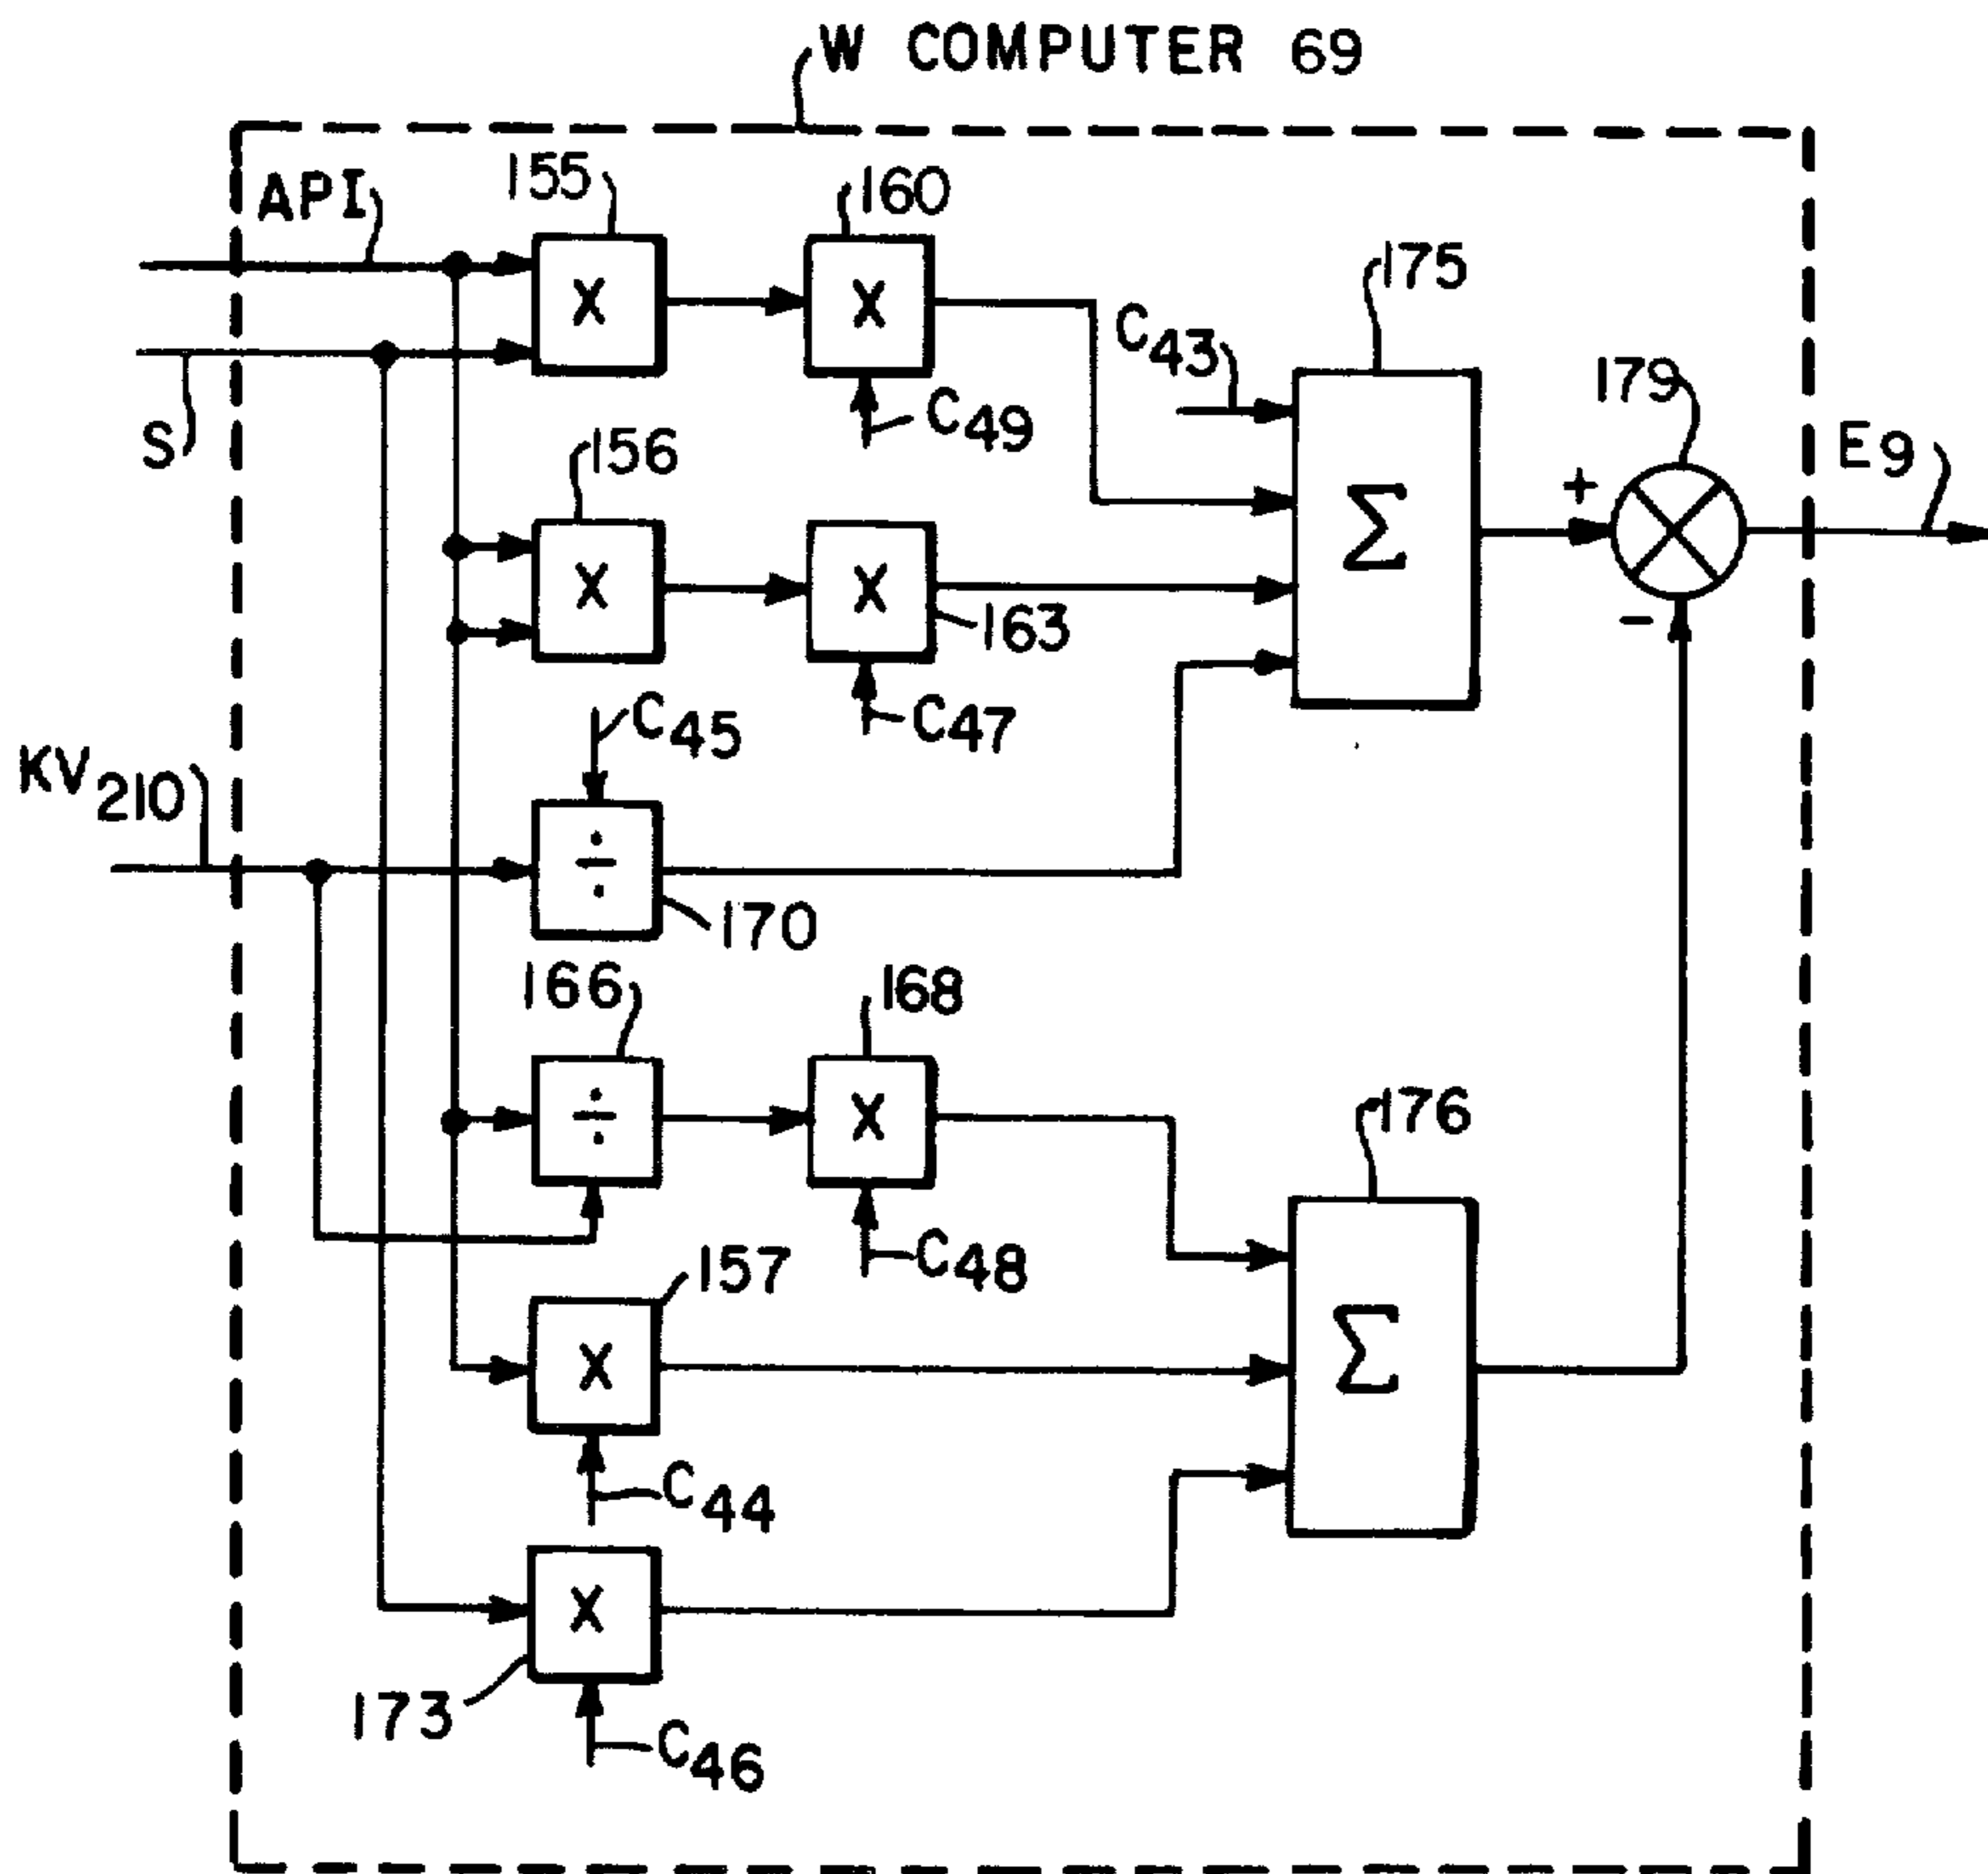 W COMPUTER 69
API
155
160
175
S
C49
C43
179
E9
156
X
X
Σ
+
X
X
-
163
C45
C47
KV210
÷
170
166
168
÷
X
176
C48
157
X
Σ
C44
X
173
C46